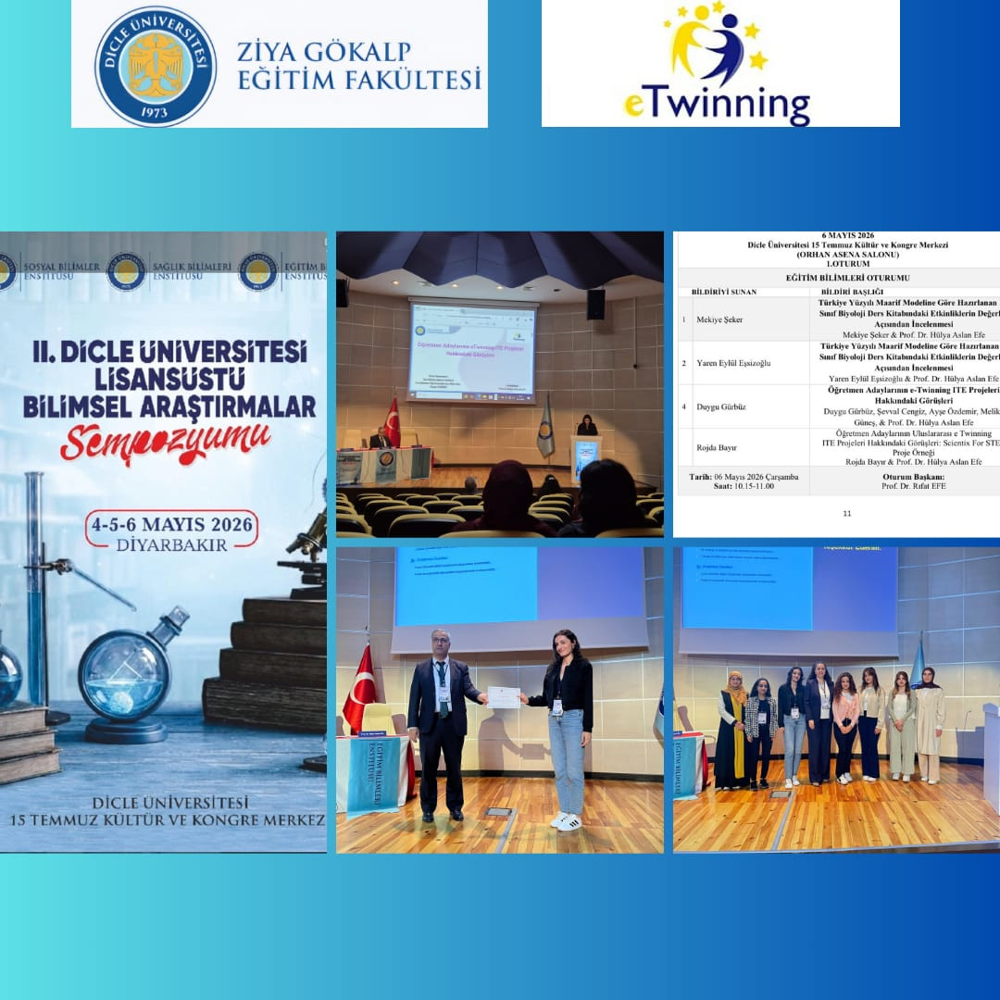 DİCLE ÜNİVERSİTESİ
1973
ZİYA GÖKALP
EĞİTİM FAKÜLTESİ
eTwinning
SOSYAL BİLİMLER
ENSTİTÜSÜ
SAĞLIK BİLİMLERİ
ENSTİTÜSÜ
EĞİTİM B
ENSTİTÜS
II. DİCLE ÜNİVERSİTESİ
LİSANSÜSTÜ
BİLİMSEL ARAŞTIRMALAR
Sempozyumu
4-5-6 MAYIS 2026
DİYARBAKIR
DİCLE ÜNİVERSİTESİ
15 TEMMUZ KÜLTÜR VE KONGRE MERKEZ
Öğretmen Adaylarının eTwinning ITE Projeleri
Hakkındaki Görüşleri
6 MAYIS 2026
Dicle Üniversitesi 15 Temmuz Kültür ve Kongre Merkezi
(ORHAN ASENA SALONU)
1.OTURUM
EĞİTİM BİLİMLERİ OTURUMU
BİLDİRİYİ SUNAN BİLDİRİ BAŞLIĞI
1 Mekiye Şeker
Türkiye Yüzyılı Maarif Modeline Göre Hazırlanan
Sınıf Biyoloji Ders Kitabındaki Etkinliklerin Değerl
Açısından İncelenmesi
Mekiye Şeker & Prof. Dr. Hülya Aslan Efe
2 Yaren Eylül Eşsizoğlu
Türkiye Yüzyılı Maarif Modeline Göre Hazırlanan
Sınıf Biyoloji Ders Kitabındaki Etkinliklerin Değerl
Açısından İncelenmesi
Yaren Eylül Eşsizoğlu & Prof. Dr. Hülya Aslan Efe
4 Duygu Gürbüz
Öğretmen Adaylarının e-Twinning ITE Projeleri
Hakkındaki Görüşleri
Duygu Gürbüz, Şevval Cengiz, Ayşe Özdemir, Melik
Güneş, & Prof. Dr. Hülya Aslan Efe
Rojda Bayır
Öğretmen Adaylarının Uluslararası e Twinning
ITE Projeleri Hakkındaki Görüşleri: Scientix For STE
Proje Örneği
Rojda Bayır & Prof. Dr. Hülya Aslan Efe
Tarih: 06 Mayıs 2026 Çarşamba
Saat: 10.15-11.00
Oturum Başkanı:
Prof. Dr. Rıfat EFE
11
EĞİTİM BİLİMLERİ
ENSTİTÜSÜ